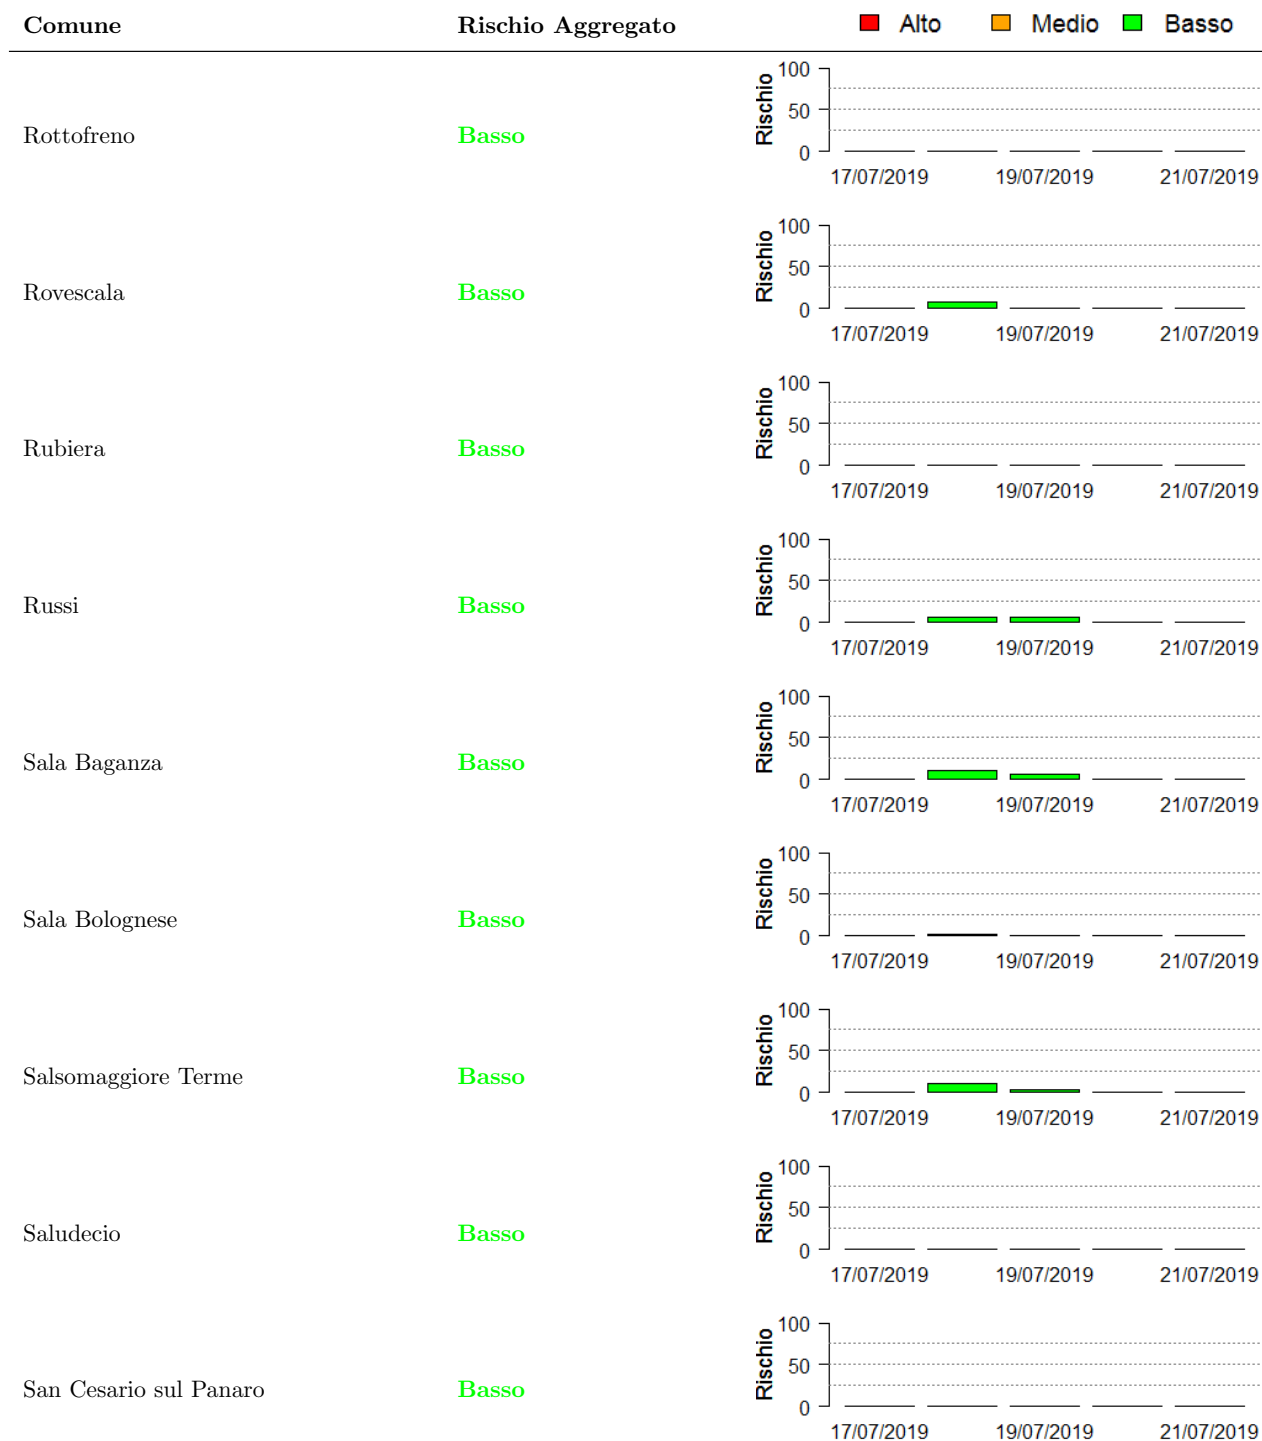 Comune Rischio Aggregato Alto Medio Basso
Rottofreno Basso
Rischio
100
50
0
17/07/2019 19/07/2019 21/07/2019
Rovescala Basso
Rischio
100
50
0
17/07/2019 19/07/2019 21/07/2019
Rubiera Basso
Rischio
100
50
0
17/07/2019 19/07/2019 21/07/2019
Russi Basso
Rischio
100
50
0
17/07/2019 19/07/2019 21/07/2019
Sala Baganza Basso
Rischio
100
50
0
17/07/2019 19/07/2019 21/07/2019
Sala Bolognese Basso
Rischio
100
50
0
17/07/2019 19/07/2019 21/07/2019
Salsomaggiore Terme Basso
Rischio
100
50
0
17/07/2019 19/07/2019 21/07/2019
Saludecio Basso
Rischio
100
50
0
17/07/2019 19/07/2019 21/07/2019
San Cesario sul Panaro Basso
Rischio
100
50
0
17/07/2019 19/07/2019 21/07/2019